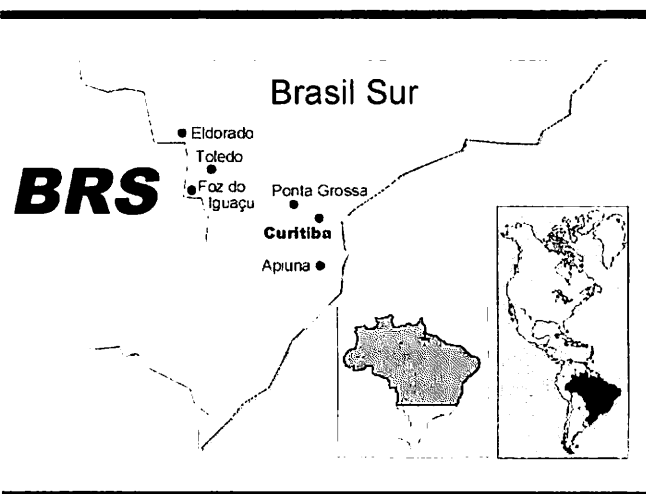 Brasil Sur
Eldorado
Toledo
BRS
Foz do
Iguaçu
Ponta Grossa
Curitiba
Apiuna